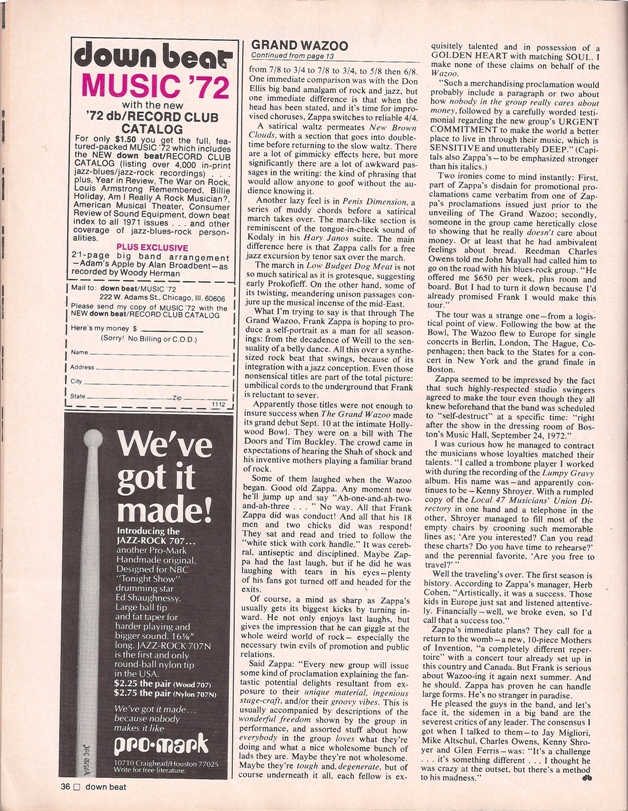 down beat
MUSIC '72
with the new
'72 db/RECORD CLUB
CATALOG
For only $1.50 you get the full, fea-
tured-packed MUSIC '72 which includes
the NEW down beat/RECORD CLUB
CATALOG (listing over 4,000 in-print
jazz-blues/jazz-rock recordings) . . .
plus, Year in Review, The War on Rock,
Louis Armstrong Remembered, Billie
Holiday, Am I Really A Rock Musician?,
American Musical Theater, Consumer
Review of Sound Equipment, down beat
index to all 1971 issues . . . and other
coverage of jazz-blues-rock person-
alities.
PLUS EXCLUSIVE
21-page big band arrangement
—Adam's Apple by Alan Broadbent—as
recorded by Woody Herman
Mail to: down beat/MUSIC '72
222 W. Adams St., Chicago, Ill. 60606
Please send my copy of MUSIC '72 with the
NEW down beat/RECORD CLUB CATALOG
Here's my money $
(Sorry! No Billing or C.O.D.)
Name
Address
City
State Zip
1112
We've
got it
made!
Introducing the
JAZZ-ROCK 707...
another Pro-Mark
Handmade original.
Designed for NBC
"Tonight Show"
drumming star
Ed Shaughnessy.
Large ball tip
and fat taper for
harder playing and
bigger sound. 16⅜"
long. JAZZ-ROCK 707N
is the first and only
round-ball nylon tip
in the USA.
$2.25 the pair (Wood 707)
$2.75 the pair (Nylon 707N)
We've got it made...
because nobody
makes it like
pro·mark
10710 Craighead/Houston 77025
Write for free literature.
36 □ down beat
GRAND WAZOO
Continued from page 13
from 7/8 to 3/4 to 7/8 to 3/4, to 5/8 then 6/8.
One immediate comparison was with the Don
Ellis big band amalgam of rock and jazz, but
one immediate difference is that when the
head has been stated, and it's time for impro-
vised choruses, Zappa switches to reliable 4/4.
A satirical waltz permeates New Brown
Clouds, with a section that goes into double-
time before returning to the slow waltz. There
are a lot of gimmicky effects here, but more
significantly there are a lot of awkward pas-
sages in the writing: the kind of phrasing that
would allow anyone to goof without the au-
dience knowing it.
Another lazy feel is in Penis Dimension, a
series of muddy chords before a satirical
march takes over. The march-like section is
reminiscent of the tongue-in-cheek sound of
Kodaly in his Hary Janos suite. The main
difference here is that Zappa calls for a free
jazz excursion by tenor sax over the march.
The march in Low Budget Dog Meat is not
so much satirical as it is grotesque, suggesting
early Prokofieff. On the other hand, some of
its twisting, meandering unison passages con-
jure up the musical incense of the mid-East.
What I'm trying to say is that through The
Grand Wazoo, Frank Zappa is hoping to pro-
duce a self-portrait as a man for all season-
ings: from the decadence of Weill to the sen-
suality of a belly dance. All this over a synthe-
sized rock beat that swings, because of its
integration with a jazz conception. Even those
nonsensical titles are part of the total picture:
umbilical cords to the underground that Frank
is reluctant to sever.
Apparently those titles were not enough to
insure success when The Grand Wazoo made
its grand debut Sept. 10 at the intimate Holly-
wood Bowl. They were on a bill with The
Doors and Tim Buckley. The crowd came in
expectations of hearing the Shah of shock and
his inventive mothers playing a familiar brand
of rock.
Some of them laughed when the Wazoo
began. Good old Zappa. Any moment now
he'll jump up and say "Ah-one-and-ah-two-
and-ah-three . . . " No way. All that Frank
Zappa did was conduct! And all that his 18
men and two chicks did was respond!
They sat and read and tried to follow the
"white stick with cork handle." It was cereb-
ral, antiseptic and disciplined. Maybe Zap-
pa had the last laugh, but if he did he was
laughing with tears in his eyes—plenty
of his fans got turned off and headed for the
exits.
Of course, a mind as sharp as Zappa's
usually gets its biggest kicks by turning in-
ward. He not only enjoys last laughs, but
gives the impression that he can giggle at the
whole weird world of rock— especially the
necessary twin evils of promotion and public
relations.
Said Zappa: "Every new group will issue
some kind of proclamation explaining the fan-
tastic potential delights resultant from ex-
posure to their unique material, ingenious
stage-craft, and/or their groovy vibes. This is
usually accompanied by descriptions of the
wonderful freedom shown by the group in
performance, and assorted stuff about how
everybody in the group loves what they're
doing and what a nice wholesome bunch of
lads they are. Maybe they're not wholesome.
Maybe they're tough and, degenerate, but of
course underneath it all, each fellow is ex-
quisitely talented and in possession of a
GOLDEN HEART with matching SOUL. I
make none of these claims on behalf of the
Wazoo.
"Such a merchandising proclamation would
probably include a paragraph or two about
how nobody in the group really cares about
money, followed by a carefully worded testi-
monial regarding the new group's URGENT
COMMITMENT to make the world a better
place to live in through their music, which is
SENSITIVE and unutterably DEEP." (Capi-
tals also Zappa's—to be emphasized stronger
than his italics.)
Two ironies come to mind instantly: First,
part of Zappa's disdain for promotional pro-
clamations came verbatim from one of Zap-
pa's proclamations issued just prior to the
unveiling of The Grand Wazoo; secondly,
someone in the group came heretically close
to showing that he really doesn't care about
money. Or at least that he had ambivalent
feelings about bread. Reedman Charles
Owens told how John Mayall had called him to
go on the road with his blues-rock group. "He
offered me $650 per week, plus room and
board. But I had to turn it down because I'd
already promised Frank I would make this
tour."
The tour was a strange one—from a logis-
tical point of view. Following the bow at the
Bowl, The Wazoo flew to Europe for single
concerts in Berlin, London, The Hague, Co-
penhagen; then back to the States for a con-
cert in New York and the grand finale in
Boston.
Zappa seemed to be impressed by the fact
that such highly-respected studio swingers
agreed to make the tour even though they all
knew beforehand that the band was scheduled
to "self-destruct" at a specific time: "right
after the show in the dressing room of Bos-
ton's Music Hall, September 24, 1972."
I was curious how he managed to contract
the musicians whose loyalties matched their
talents. "I called a trombone player I worked
with during the recording of the Lumpy Gravy
album. His name was—and apparently con-
tinues to be—Kenny Shroyer. With a rumpled
copy of the Local 47 Musicians' Union Di-
rectory in one hand and a telephone in the
other, Shroyer managed to fill most of the
empty chairs by crooning such memorable
lines as; 'Are you interested? Can you read
these charts? Do you have time to rehearse?'
and the perennial favorite, 'Are you free to
travel?' "
Well the traveling's over. The first season is
history. According to Zappa's manager, Herb
Cohen, "Artistically, it was a success. Those
kids in Europe just sat and listened attentive-
ly. Financially—well, we broke even, so I'd
call that a success too."
Zappa's immediate plans? They call for a
return to the womb—a new, 10-piece Mothers
of Invention, "a completely different reper-
toire" with a concert tour already set up in
this country and Canada. But Frank is serious
about Wazoo-ing it again next summer. And
he should. Zappa has proven he can handle
large forms. He's no stranger in paradise.
He pleased the guys in the band, and let's
face it, the sidemen in a big band are the
severest critics of any leader. The consensus I
got when I talked to them—to Jay Migliori,
Mike Altschul, Charles Owens, Kenny Shro-
yer and Glen Ferris—was: "It's a challenge
. . . it's something different . . . I thought he
was crazy at the outset, but there's a method
to his madness." db